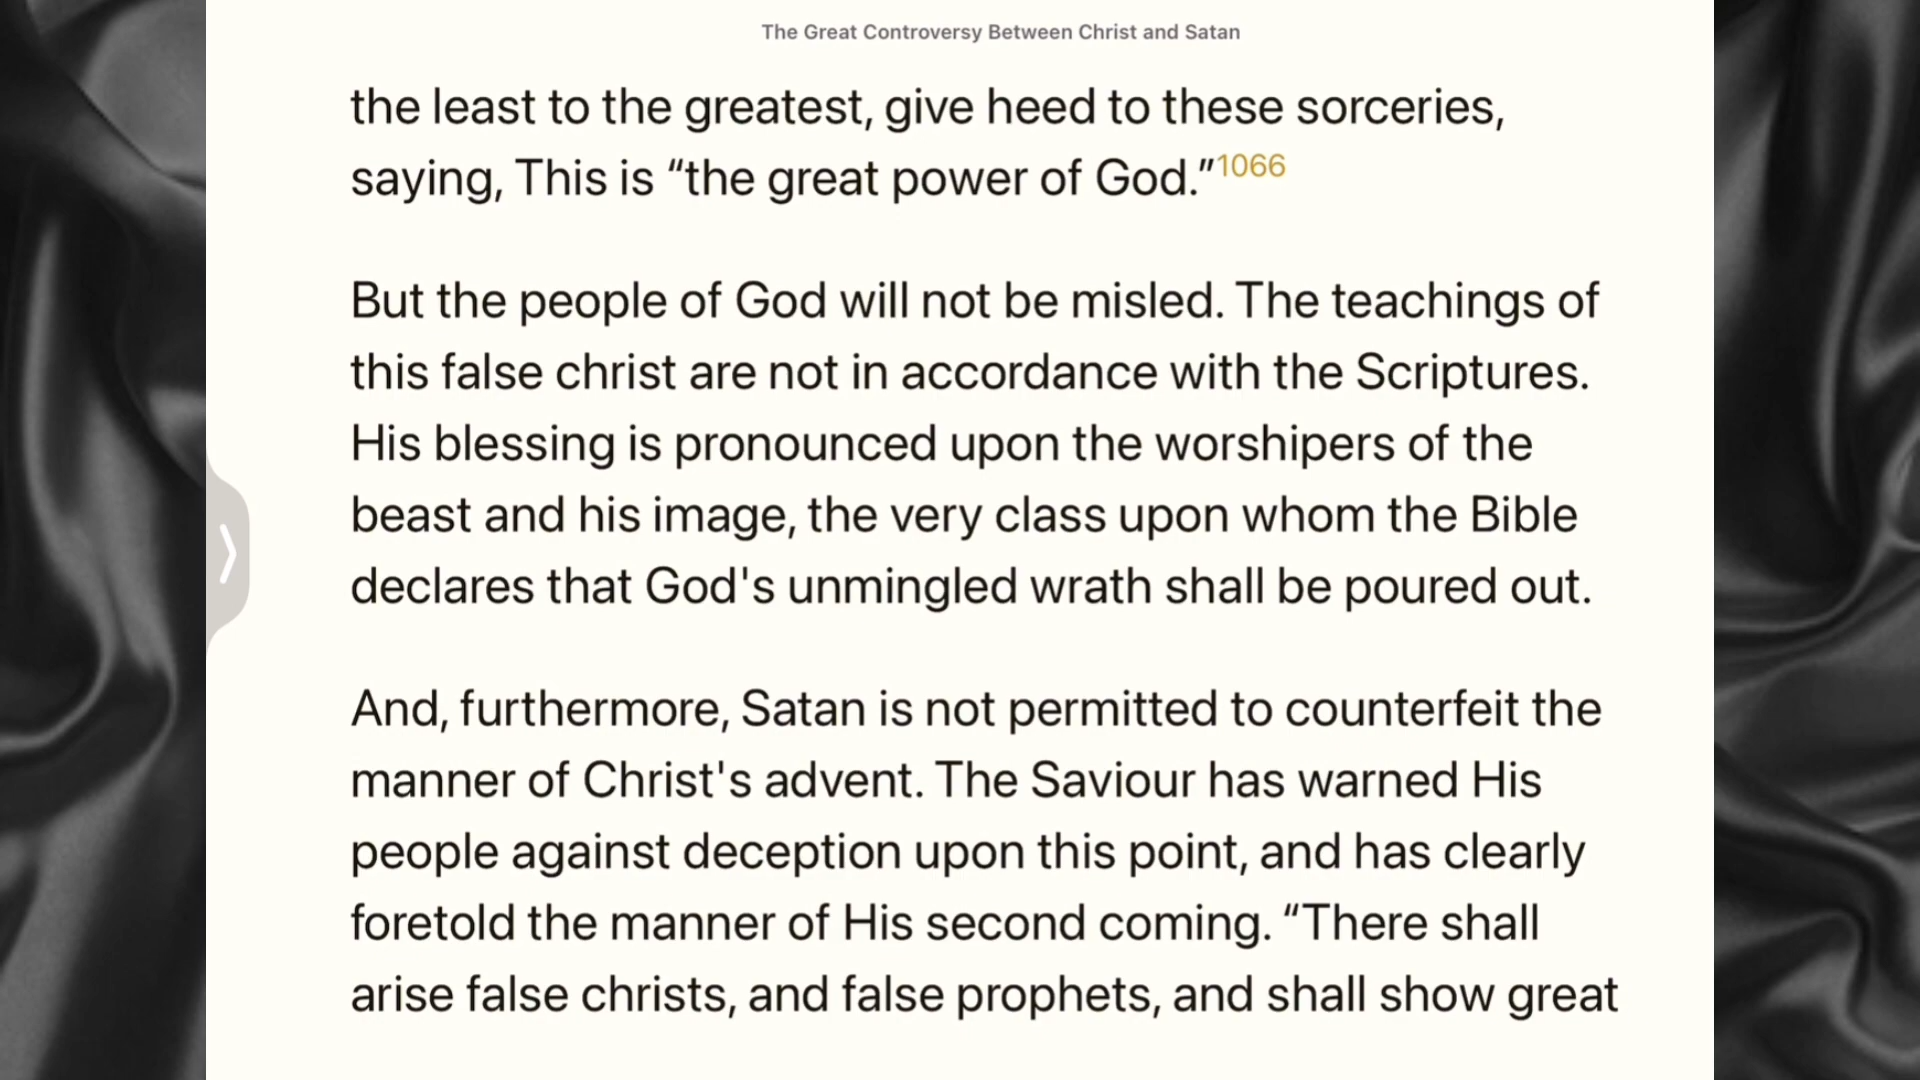 The Great Controversy Between Christ and Satan
the least to the greatest, give heed to these sorceries,
saying, This is “the great power of God.”1066
But the people of God will not be misled. The teachings of
this false christ are not in accordance with the Scriptures.
His blessing is pronounced upon the worshipers of the
beast and his image, the very class upon whom the Bible
declares that God's unmingled wrath shall be poured out.
And, furthermore, Satan is not permitted to counterfeit the
manner of Christ's advent. The Saviour has warned His
people against deception upon this point, and has clearly
foretold the manner of His second coming. “There shall
arise false christs, and false prophets, and shall show great